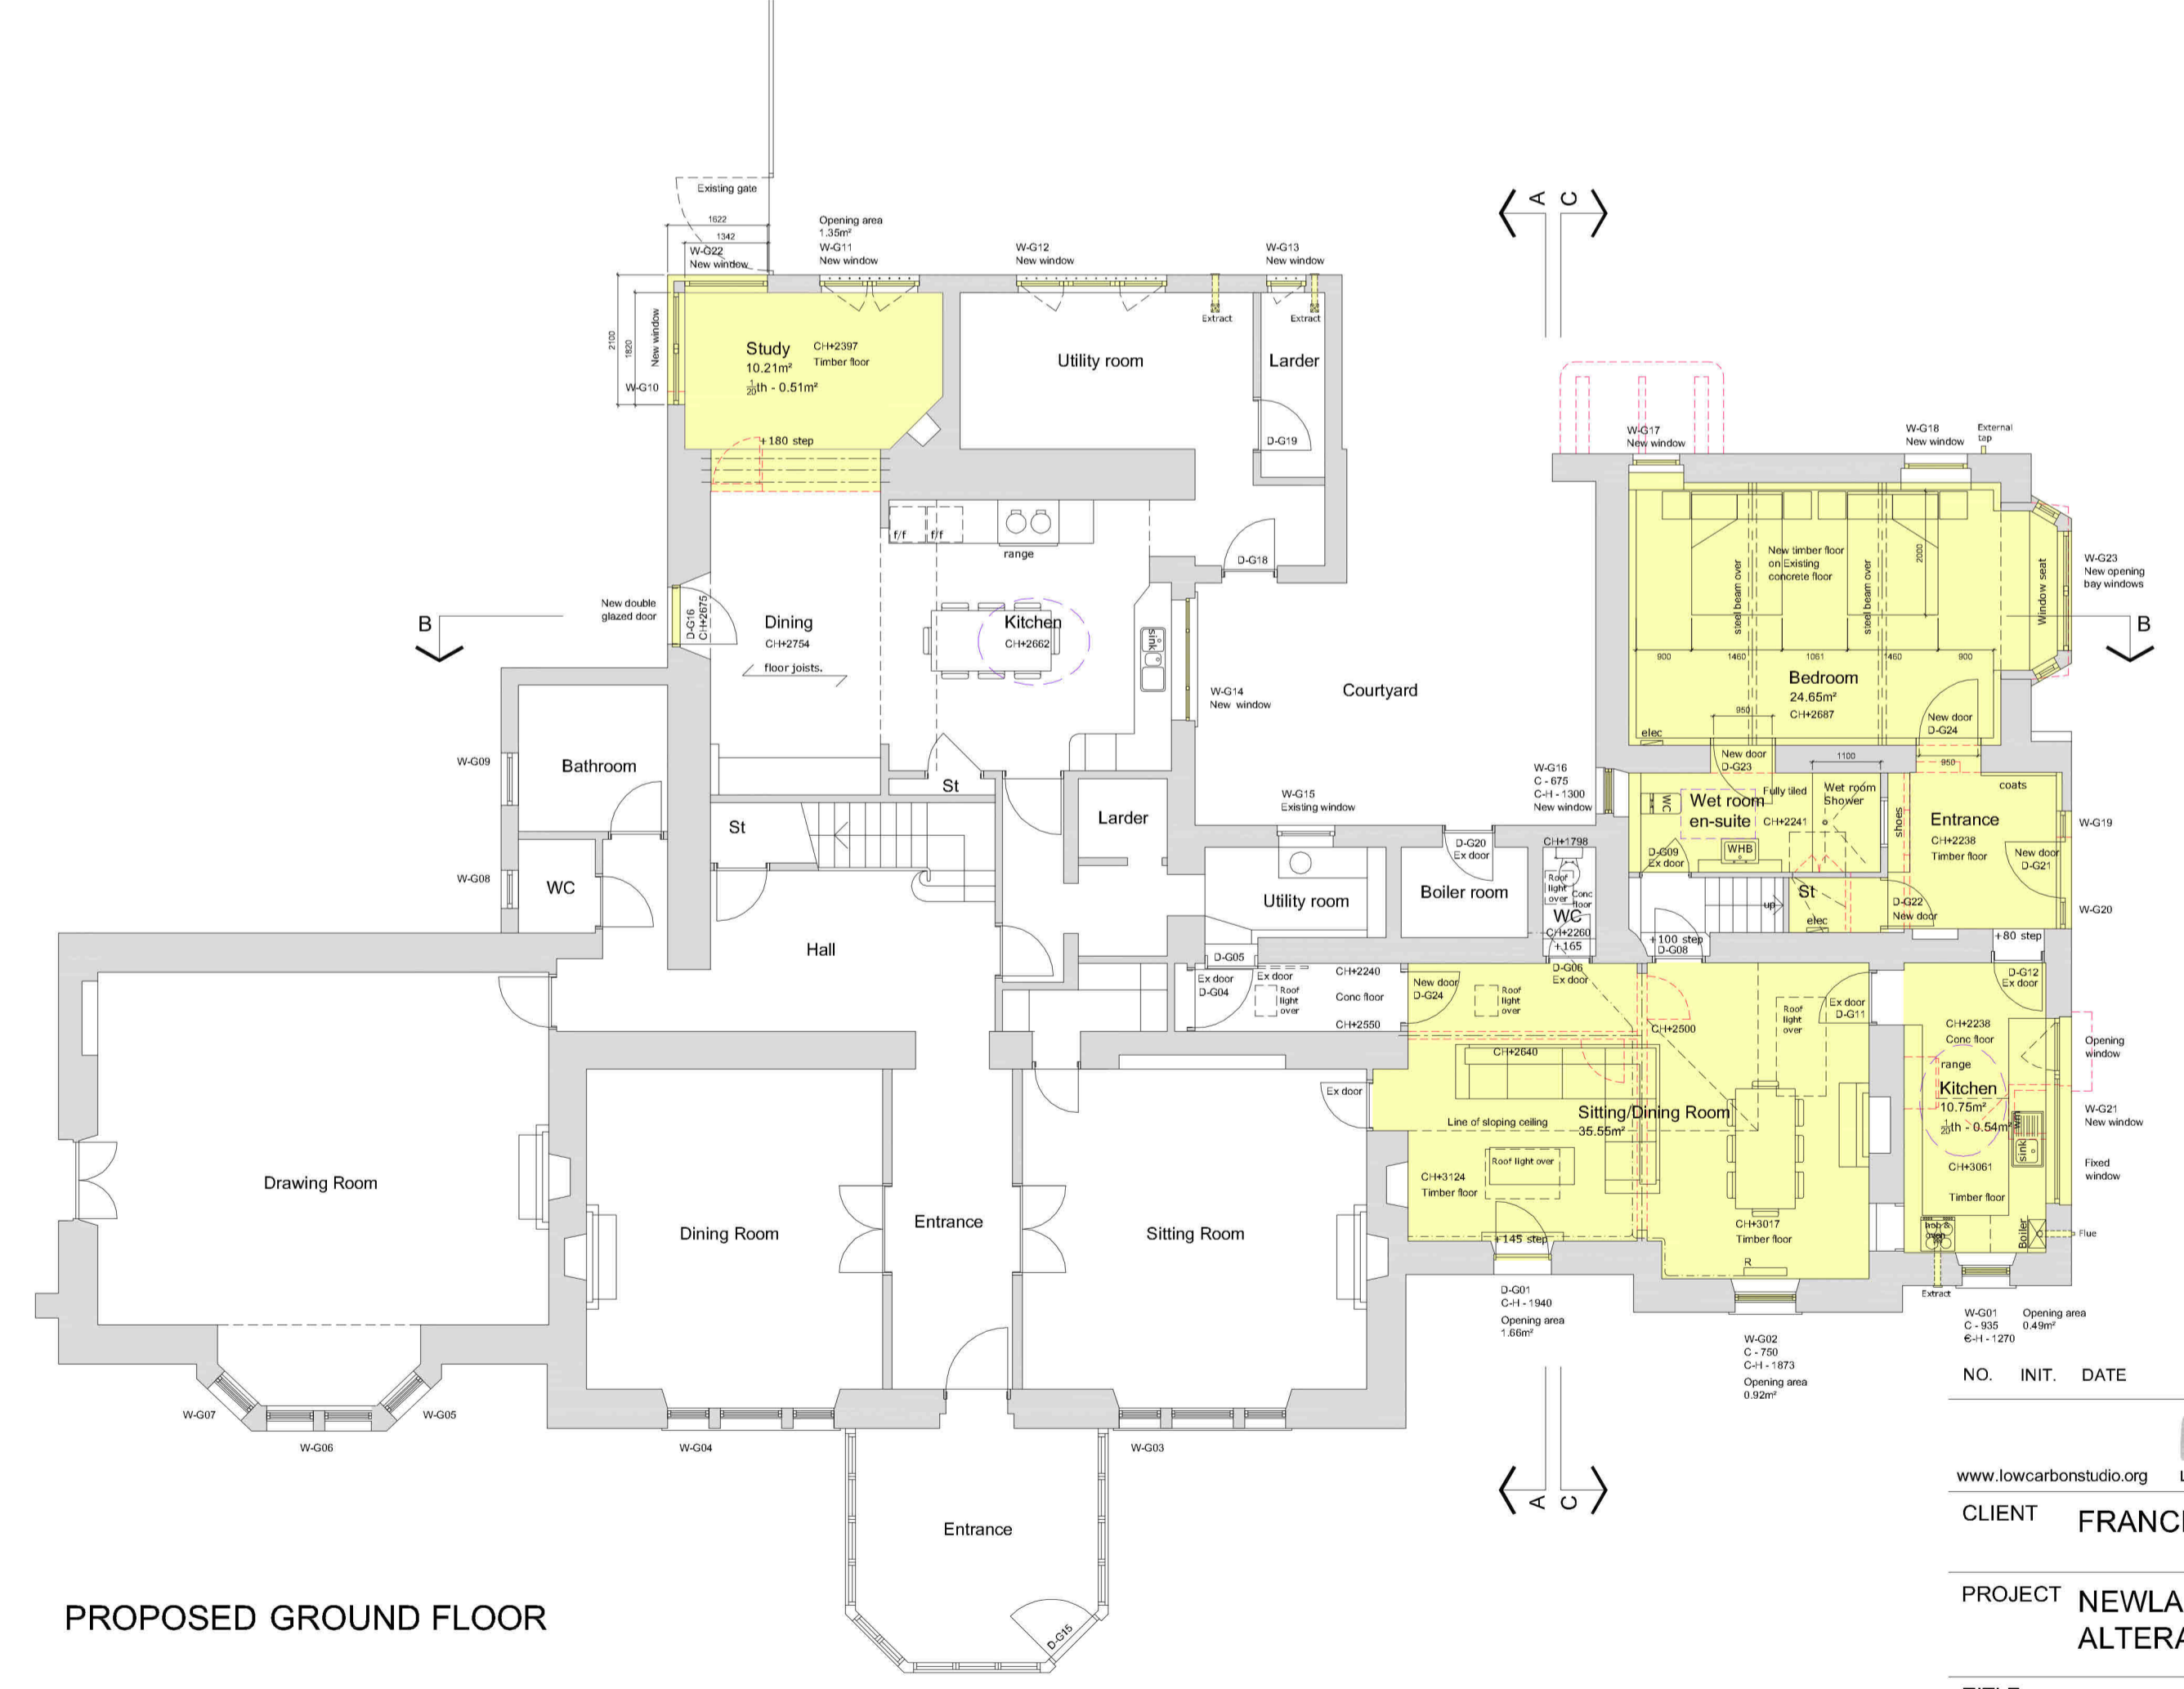 Existing gate
1622
1342
W-G22
New window
Opening area
1.35m²
W-G11
New window
W-G12
New window
W-G13
New window
A
C
2100
1820
New window
W-G10
Study
10.21m²
1/20th - 0.51m²
CH+2397
Timber floor
+180 step
Utility room
Extract
Extract
Larder
D-G19
W-G17
New window
W-G18
New window
External
tap
f/f
f/f
range
D-G18
New double
glazed door
D-G16
CH+2675
B
Dining
CH+2754
floor joists.
Kitchen
CH+2662
sink
W-G14
New window
Courtyard
New timber floor
on Existing
concrete floor
steel beam over
steel beam over
2000
Window seat
W-G23
New opening
bay windows
B
900
1460
1061
1460
900
Bedroom
24.65m²
CH+2687
950
elec
New door
D-G24
New door
D-G23
1100
950
W-G09
Bathroom
St
St
Larder
W-G15
Existing window
W-G16
C - 675
C-H - 1300
New window
WC
Wet room
en-suite
Fully tiled
CH+2241
Wet room
Shower
WHB
D-G09
Ex door
shoes
coats
Entrance
CH+2238
Timber floor
New door
D-G21
W-G19
W-G20
D-G20
Ex door
Boiler room
CH+1798
Roof
light
over
Conc
floor
WC
CH+2260
+165
up
St
elec
D-G22
New door
+100 step
D-G08
+80 step
W-G08
WC
Hall
Utility room
D-G05
Ex door
D-G04
Ex door
Roof
light
over
CH+2240
Conc floor
CH+2550
New door
D-G24
Roof
light
over
D-G06
Ex door
CH+2500
Roof
light
over
Ex door
D-G11
D-G12
Ex door
CH+2238
Conc floor
range
Kitchen
10.75m²
1/20th - 0.54m²
wm
sink
CH+3061
Timber floor
Boiler
Opening
window
W-G21
New window
Fixed
window
Flue
Extract
CH+2640
Ex door
Sitting/Dining Room
35.55m²
Line of sloping ceiling
Roof light over
CH+3124
Timber floor
+145 step
CH+3017
Timber floor
R
Drawing Room
Dining Room
Entrance
Sitting Room
D-G01
C-H - 1940
Opening area
1.66m²
W-G02
C - 750
C-H - 1873
Opening area
0.92m²
W-G01
C - 935
C-H - 1270
Opening area
0.49m²
W-G07
W-G06
W-G05
W-G04
W-G03
Entrance
D-G15
A
C
NO. INIT. DATE
www.lowcarbonstudio.org
CLIENT FRANC
PROJECT NEWLA
ALTERA
PROPOSED GROUND FLOOR